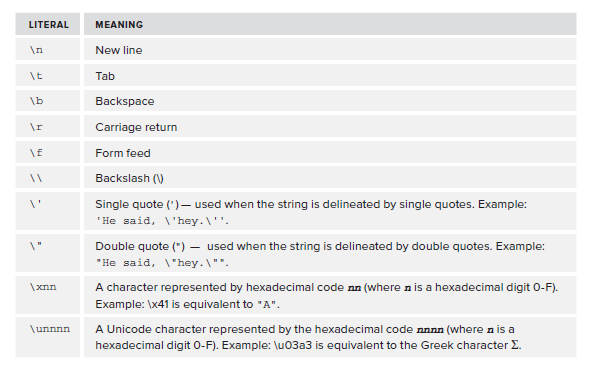 LITERAL MEANING
\n New line
\t Tab
\b Backspace
\r Carriage return
\f Form feed
\\ Backslash (\)
\' Single quote (') — used when the string is delineated by single quotes. Example:
'He said, \'hey.\''.
\" Double quote (") — used when the string is delineated by double quotes. Example:
"He said, \"hey.\"".
\xnn A character represented by hexadecimal code nn (where n is a hexadecimal digit 0-F).
Example: \x41 is equivalent to "A".
\unnnn A Unicode character represented by the hexadecimal code nnnn (where n is a
hexadecimal digit 0-F). Example: \u03a3 is equivalent to the Greek character Σ.